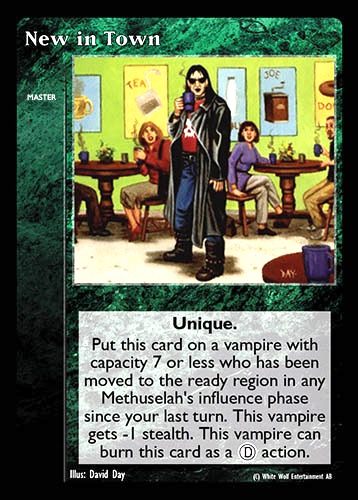 New in Town
MASTER
TEA
JOE
DO
DAY
Unique.
Put this card on a vampire with
capacity 7 or less who has been
moved to the ready region in any
Methuselah's influence phase
since your last turn. This vampire
gets -1 stealth. This vampire can
burn this card as a Ⓓ action.
Illus: David Day
(C) White Wolf Entertainment AB